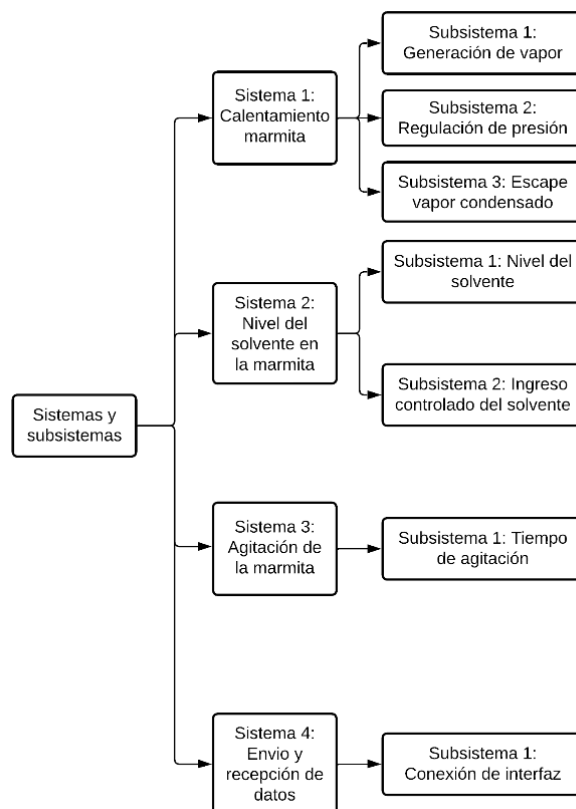 Sistemas y
subsistemas
Sistema 1:
Calentamiento
marmita
Subsistema 1:
Generación de vapor
Subsistema 2:
Regulación de presión
Subsistema 3: Escape
vapor condensado
Sistema 2:
Nivel del
solvente en
la marmita
Subsistema 1: Nivel del
solvente
Subsistema 2: Ingreso
controlado del solvente
Sistema 3:
Agitación de
la marmita
Subsistema 1: Tiempo
de agitación
Sistema 4:
Envio y
recepción de
datos
Subsistema 1:
Conexión de interfaz